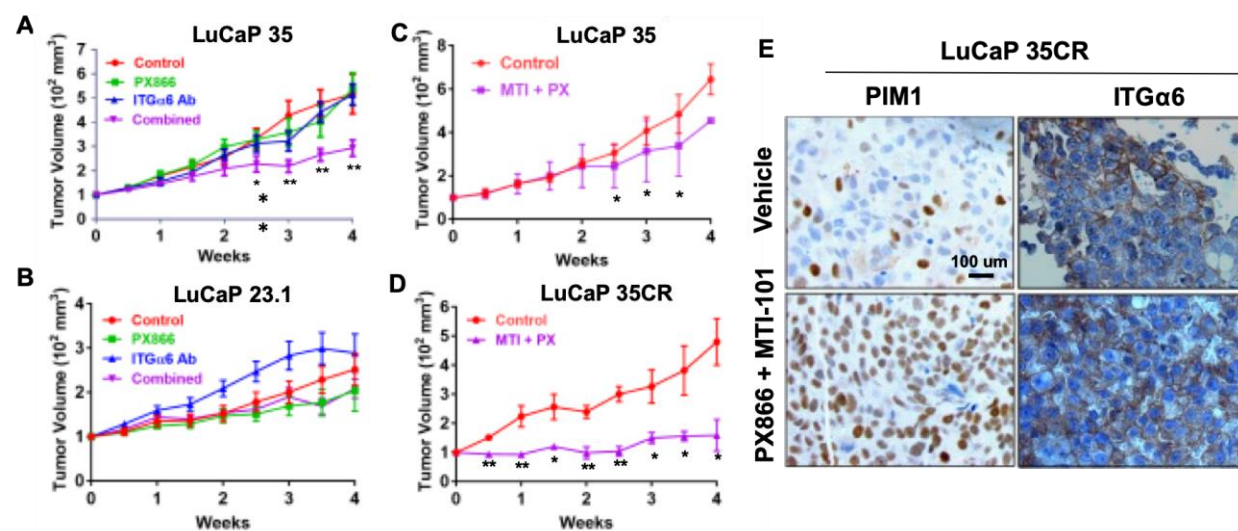 A
LuCaP 35
Tumor Volume (10² mm³)
7
6
5
4
3
2
1
0
Control
PX866
ITGα6 Ab
Combined
*
**
**
**
*
*
0
1
2
3
4
Weeks
B
LuCaP 23.1
Tumor Volume (10² mm³)
4
3
2
1
0
Control
PX866
ITGα6 Ab
Combined
0
1
2
3
4
Weeks
C
LuCaP 35
Tumor Volume (10² mm³)
8
6
4
2
0
Control
MTI + PX
*
*
*
0
1
2
3
4
Weeks
D
LuCaP 35CR
Tumor Volume (10² mm³)
6
5
4
3
2
1
0
Control
MTI + PX
**
**
*
**
**
*
*
*
0
1
2
3
4
Weeks
E
LuCaP 35CR
PIM1
ITGα6
Vehicle
100 um
PX866 + MTI-101